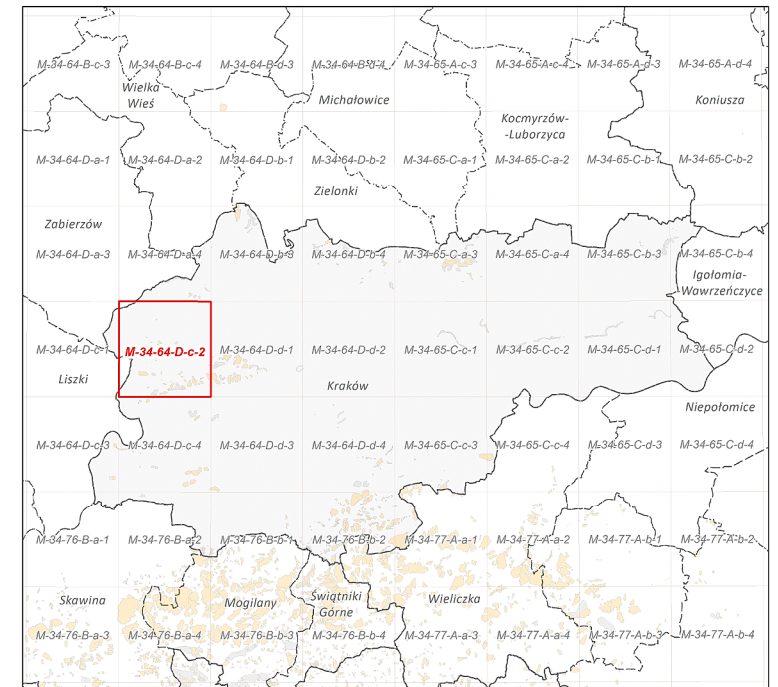 M-34-64-B-c-3 M-34-64-B-c-4 M-34-64-B-d-3 M-34-64-B-d-4 M-34-65-A-c-3 M-34-65-A-c-4 M-34-65-A-d-3 M-34-65-A-d-4
Wielka
Wieś
Michałowice
Koniusza
Kocmyrzów-
-Luborzyca
M-34-64-D-a-1 M-34-64-D-a-2 M-34-64-D-b-1 M-34-64-D-b-2 M-34-65-C-a-1 M-34-65-C-a-2 M-34-65-C-b-1 M-34-65-C-b-2
Zielonki
Zabierzów
M-34-64-D-a-3 M-34-64-D-a-4 M-34-64-D-b-3 M-34-64-D-b-4 M-34-65-C-a-3 M-34-65-C-a-4 M-34-65-C-b-3 M-34-65-C-b-4
Igołomia-
-Wawrzeńczyce
M-34-64-D-c-1 M-34-64-D-c-2 M-34-64-D-d-1 M-34-64-D-d-2 M-34-65-C-c-1 M-34-65-C-c-2 M-34-65-C-d-1 M-34-65-C-d-2
Liszki
Kraków
Niepołomice
M-34-64-D-c-3 M-34-64-D-c-4 M-34-64-D-d-3 M-34-64-D-d-4 M-34-65-C-c-3 M-34-65-C-c-4 M-34-65-C-d-3 M-34-65-C-d-4
M-34-76-B-a-1 M-34-76-B-a-2 M-34-76-B-b-1 M-34-76-B-b-2 M-34-77-A-a-1 M-34-77-A-a-2 M-34-77-A-b-1 M-34-77-A-b-2
Skawina
Mogilany
Świątniki
Górne
Wieliczka
M-34-76-B-a-3 M-34-76-B-a-4 M-34-76-B-b-3 M-34-76-B-b-4 M-34-77-A-a-3 M-34-77-A-a-4 M-34-77-A-b-3 M-34-77-A-b-4